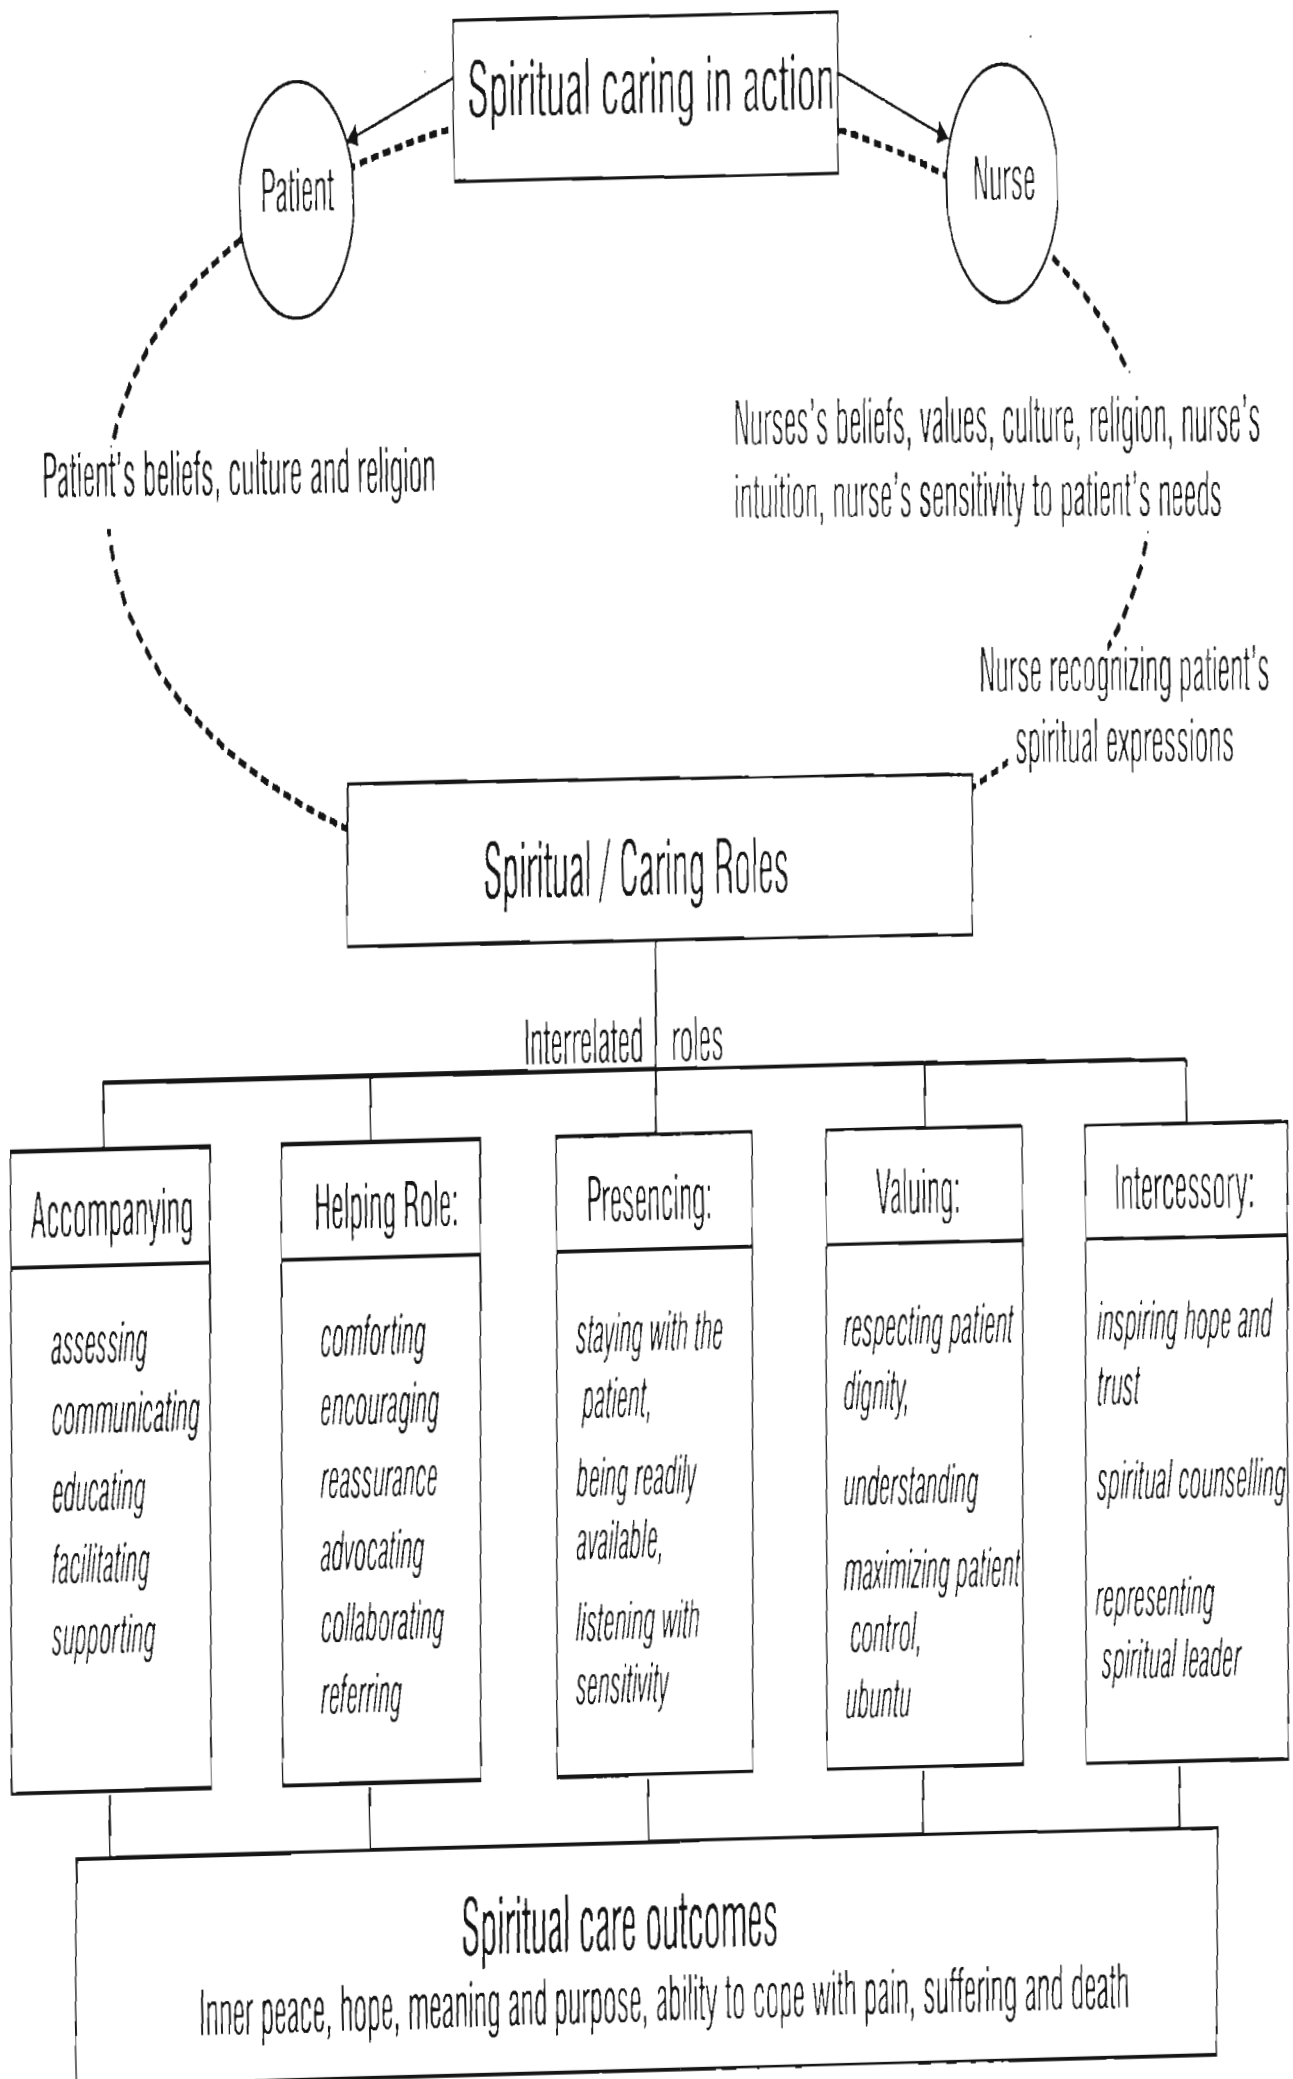 Spiritual caring in action
Patient
Nurse
Patient's beliefs, culture and religion
Nurses's beliefs, values, culture, religion, nurse's
intuition, nurse's sensitivity to patient's needs
Nurse recognizing patient's
spiritual expressions
Spiritual / Caring Roles
Interrelated roles
Accompanying
assessing
communicating
educating
facilitating
supporting
Helping Role:
comforting
encouraging
reassurance
advocating
collaborating
referring
Presencing:
staying with the
patient,
being readily
available,
listening with
sensitivity
Valuing:
respecting patient
dignity,
understanding
maximizing patient
control,
ubuntu
Intercessory:
inspiring hope and
trust
spiritual counselling
representing
spiritual leader
Spiritual care outcomes
Inner peace, hope, meaning and purpose, ability to cope with pain, suffering and death